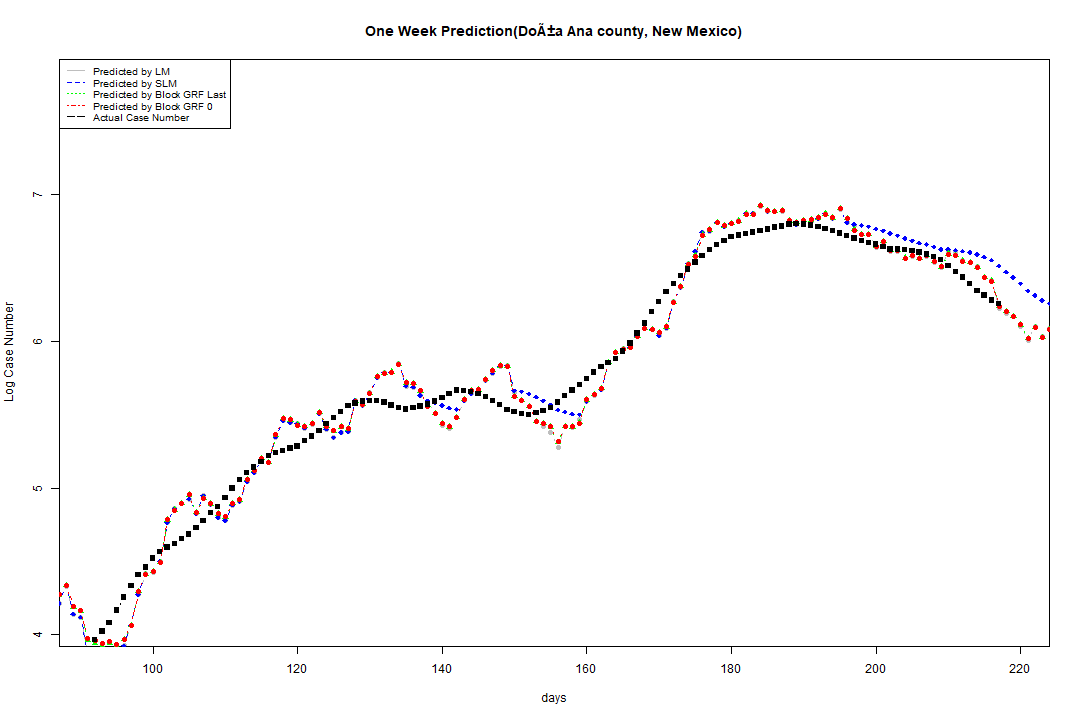 One Week Prediction(DoÃ±a Ana county, New Mexico)
Predicted by LM
Predicted by SLM
Predicted by Block GRF Last
Predicted by Block GRF 0
Actual Case Number
Log Case Number
7
6
5
4
100 120 140 160 180 200 220
days